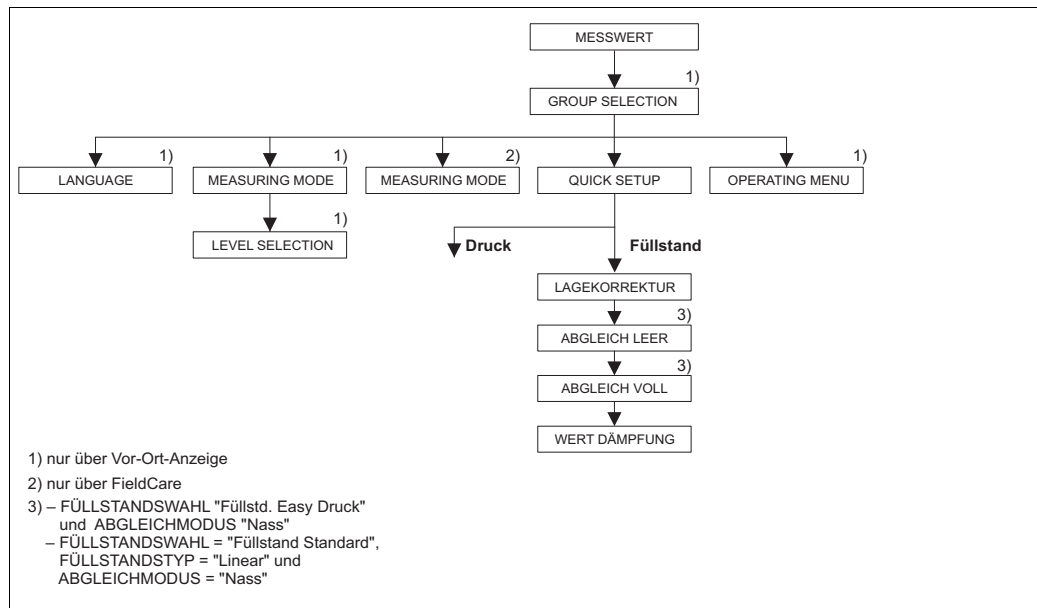 MESSWERT
1)
GROUP SELECTION
1) 1) 2) 1)
LANGUAGE MEASURING MODE MEASURING MODE QUICK SETUP OPERATING MENU
1)
LEVEL SELECTION
Druck Füllstand
LAGEKORREKTUR
3)
ABGLEICH LEER
3)
ABGLEICH VOLL
WERT DÄMPFUNG
1) nur über Vor-Ort-Anzeige
2) nur über FieldCare
3) – FÜLLSTANDSWAHL "Füllstd. Easy Druck"
und ABGLEICHMODUS "Nass"
– FÜLLSTANDSWAHL = "Füllstand Standard",
FÜLLSTANDSTYP = "Linear" und
ABGLEICHMODUS = "Nass"